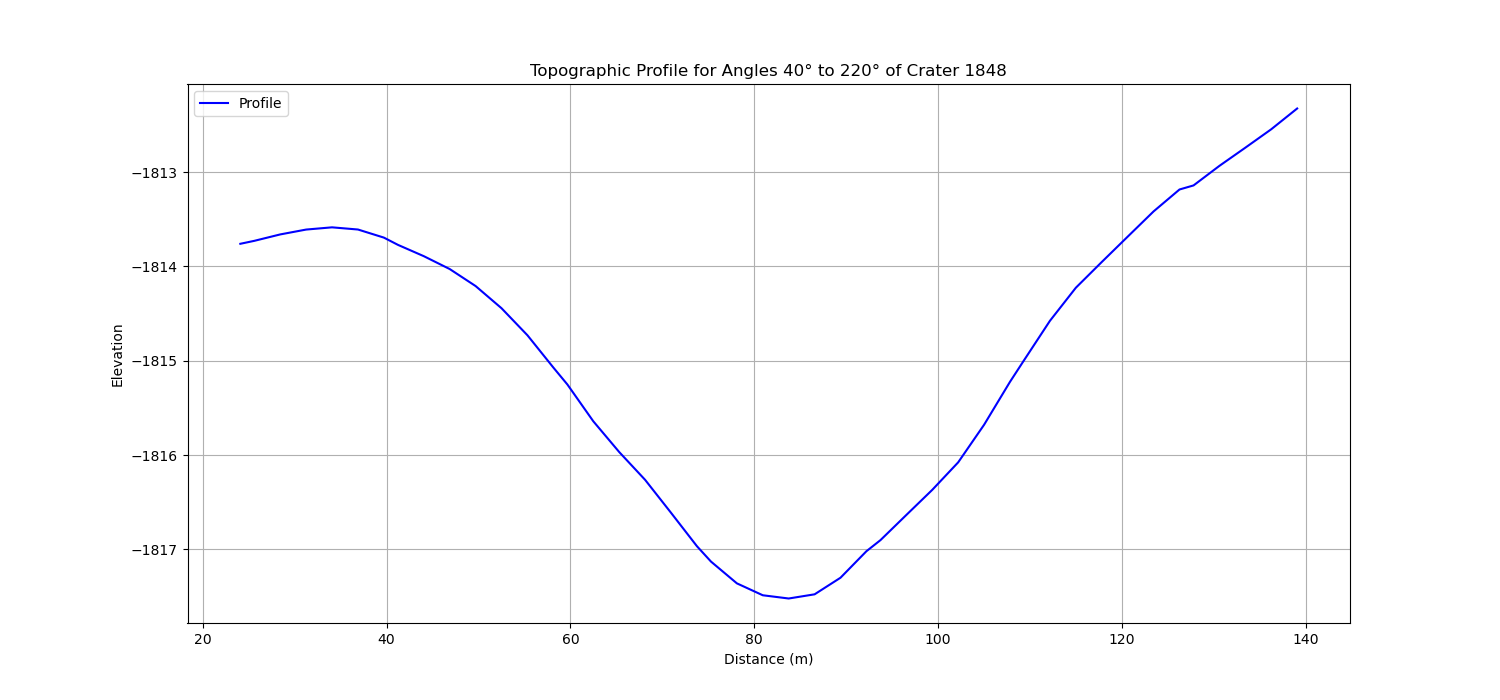 Topographic Profile for Angles 40° to 220° of Crater 1848
Profile
−1813
−1814
−1815
−1816
−1817
Elevation
20 40 60 80 100 120 140
Distance (m)